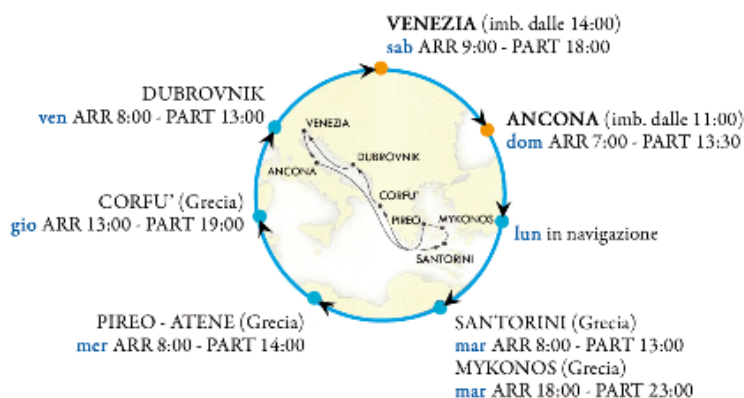 VENEZIA (imb. dalle 14:00)
sab ARR 9:00 - PART 18:00
ANCONA (imb. dalle 11:00)
dom ARR 7:00 - PART 13:30
lun in navigazione
SANTORINI (Grecia)
mar ARR 8:00 - PART 13:00
MYKONOS (Grecia)
mar ARR 18:00 - PART 23:00
PIREO - ATENE (Grecia)
mer ARR 8:00 - PART 14:00
CORFU' (Grecia)
gio ARR 13:00 - PART 19:00
DUBROVNIK
ven ARR 8:00 - PART 13:00
VENEZIA
ANCONA
DUBROVNIK
CORFU'
PIREO
MYKONOS
SANTORINI